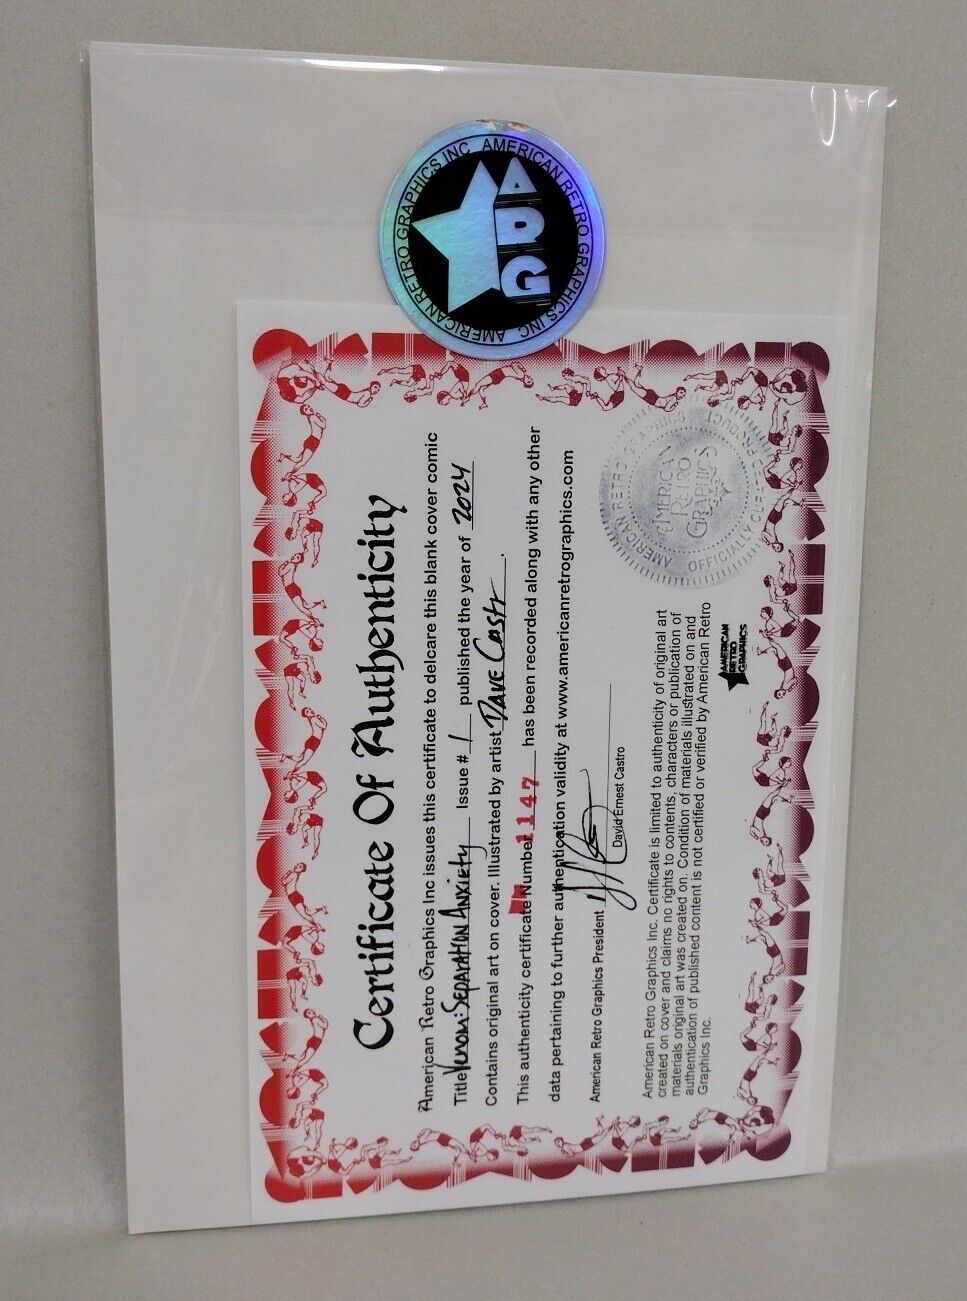 AMERICAN RETRO GRAPHICS INC AMERICAN RETRO GRAPHICS INC
ARG
Certificate Of Authenticity
American Retro Graphics Inc issues this certificate to delcare this blank cover comic
Title Venom: Separation Anxiety Issue # 1 published the year of 2024
Contains original art on cover. Illustrated by artist Dave Castr.
This authenticity certificate Number 1147 has been recorded along with any other
data pertaining to further authentication validity at www.americanretrographics.com
American Retro Graphics President
David Ernest Castro
American Retro Graphics Inc. Certificate is limited to authenticity of original art
created on cover and claims no rights to contents, characters or publication of
materials original art was created on. Condition of materials illustrated on and
authentication of published content is not certified or verified by American Retro
Graphics Inc.
AMERICAN
RETRO
GRAPHICS
AMERICAN RETRO GRAPHICS
OFFICIALLY PRODUCT
AMERICAN
RETRO
GRAPHICS